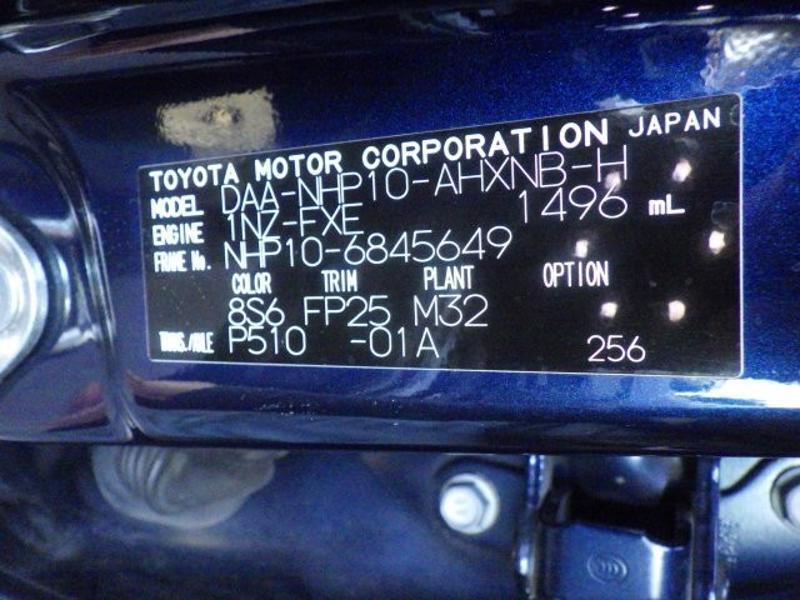 TOYOTA MOTOR CORPORATION JAPAN
MODEL DAA-NHP10-AHXNB-H
ENGINE 1NZ-FXE 1496 mL
FRAME No. NHP10-6845649
COLOR TRIM PLANT OPTION
8S6 FP25 M32
TRANS./AXLE P510 -01A 256